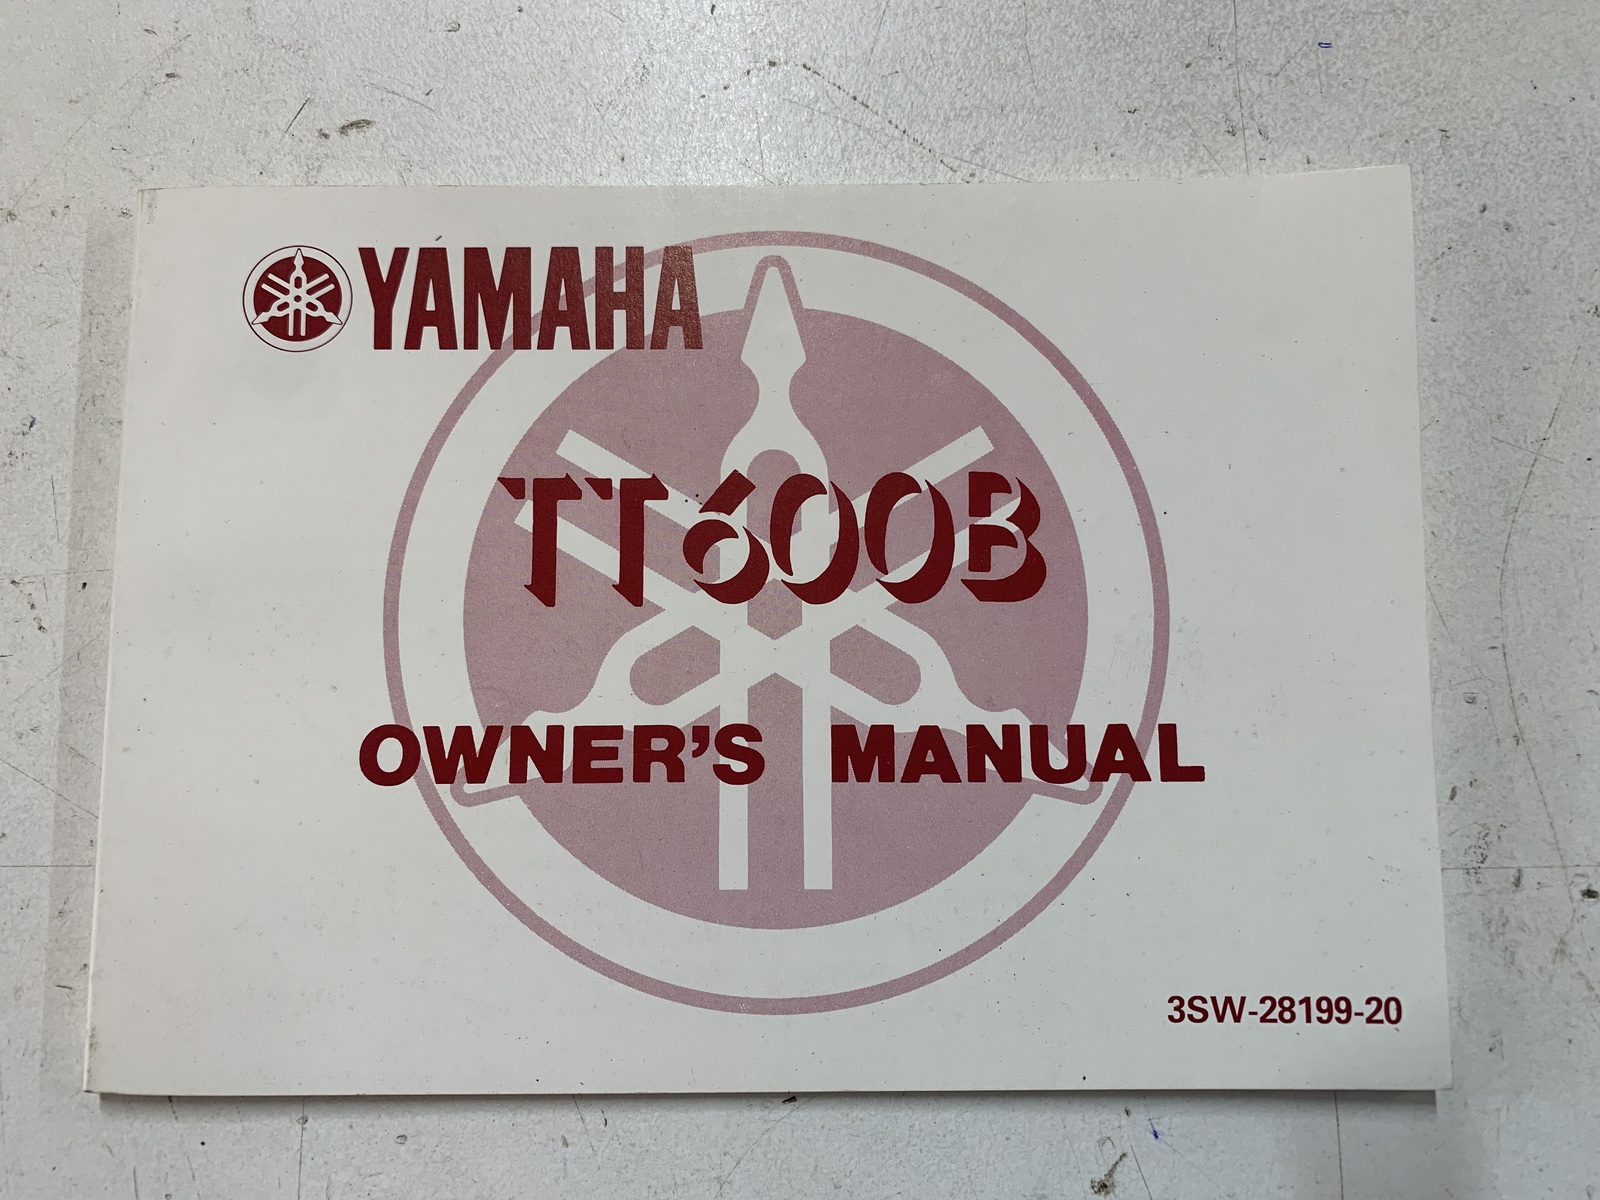 YAMAHA
TT600B
OWNER'S MANUAL
3SW-28199-20